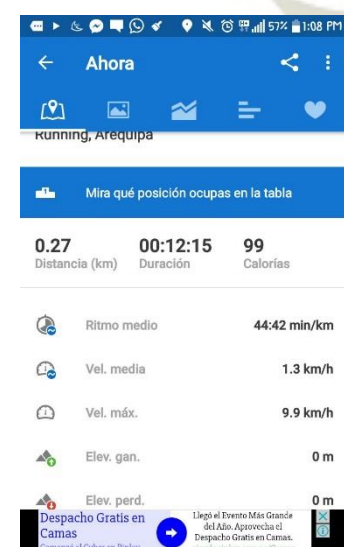 57% 1:08 PM
Ahora
Running, Arequipa
Mira qué posición ocupas en la tabla
0.27 00:12:15 99
Distancia (km) Duración Calorías
Ritmo medio 44:42 min/km
Vel. media 1.3 km/h
Vel. máx. 9.9 km/h
Elev. gan. 0 m
Elev. perd. 0 m
Despacho Gratis en
Camas
Llegó el Evento Más Grande
del Año. Aprovecha el
Despacho Gratis en Camas.